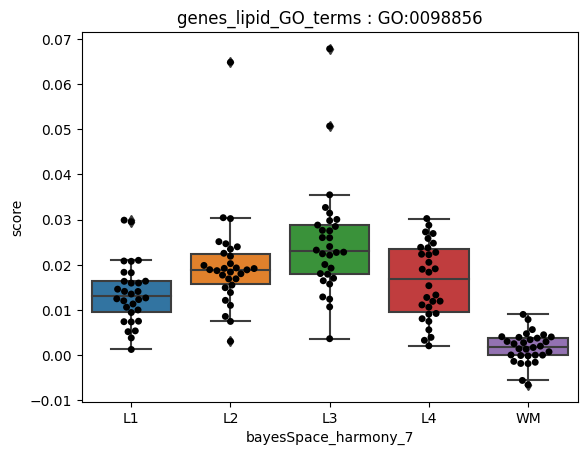 genes_lipid_GO_terms : GO:0098856
0.07
0.06
0.05
0.04
0.03
0.02
0.01
0.00
−0.01
score
L1 L2 L3 L4 WM
bayesSpace_harmony_7